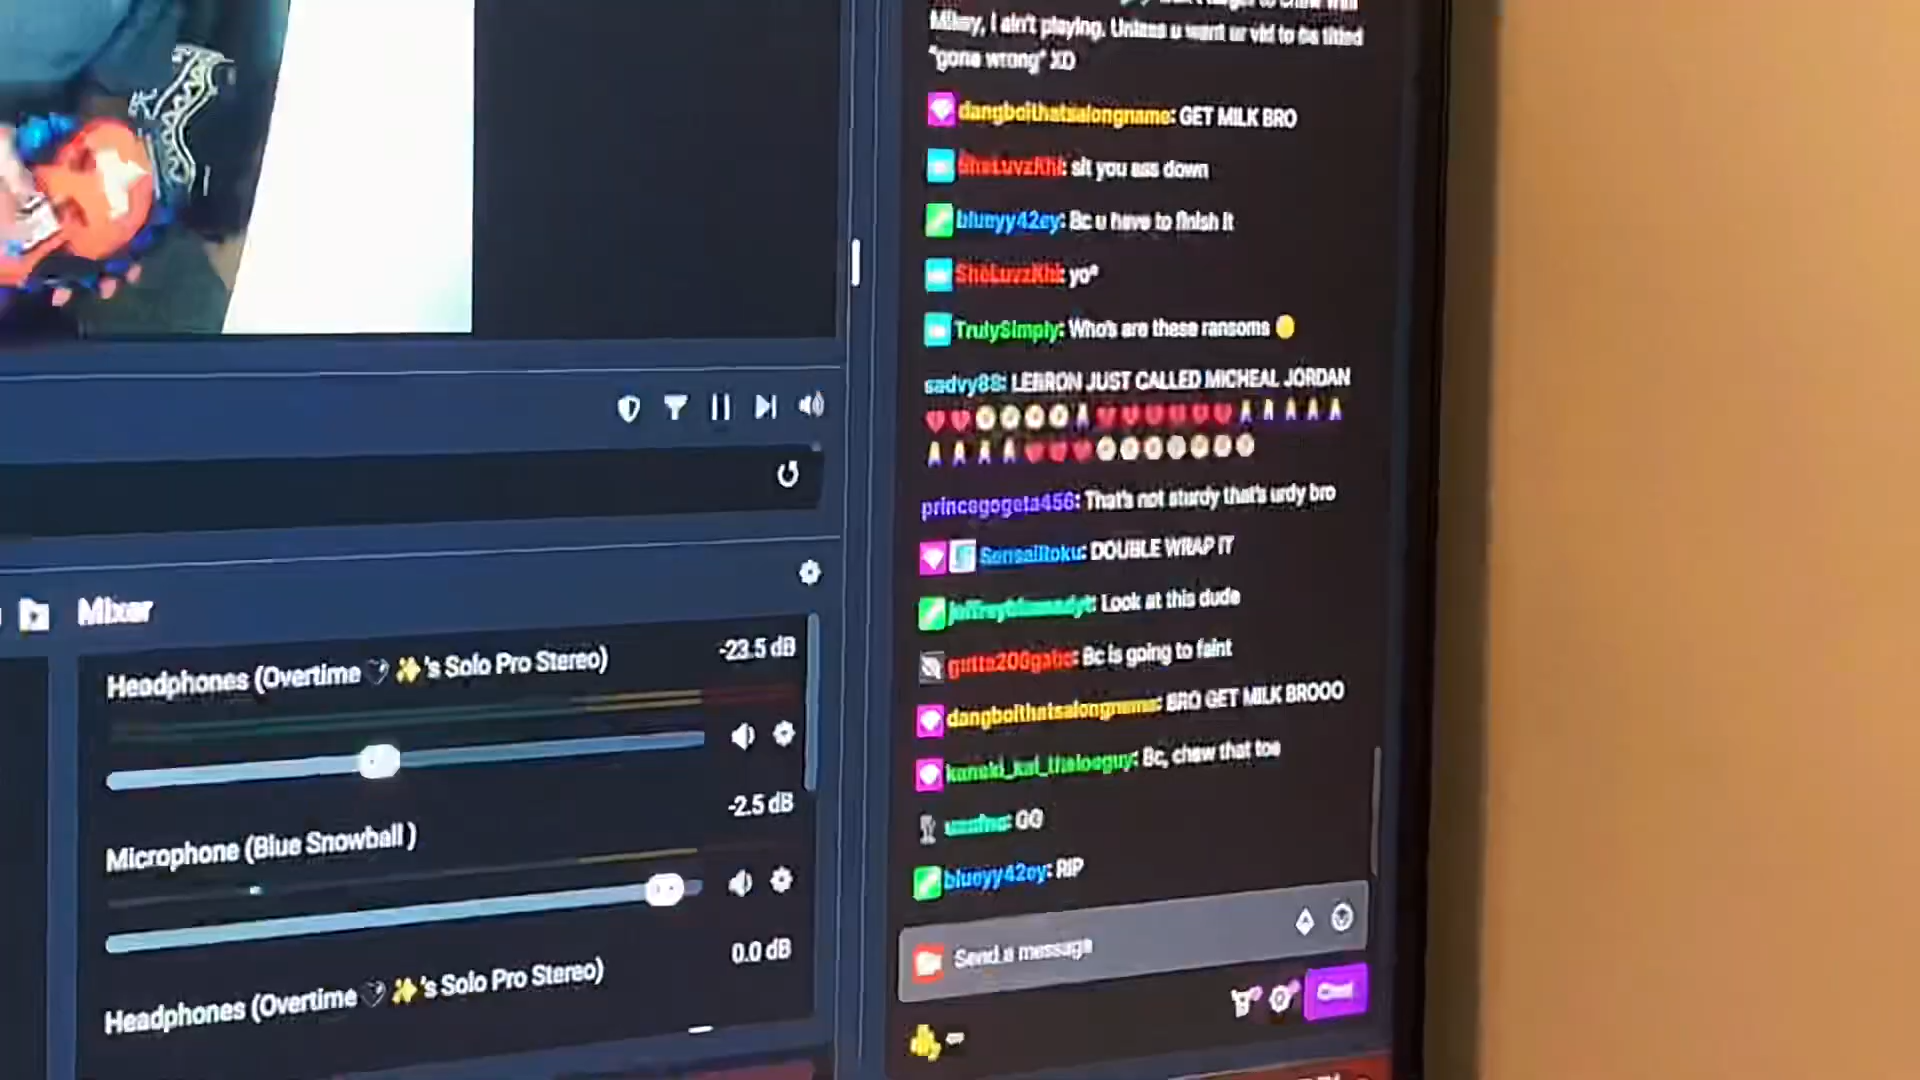 Mikey, I ain't playing. Unless u want ur vid to be titled
"gone wrong" XD
dangboithatsalongname: GET MILK BRO
SheLuvzKhi: sit you ass down
blueyy42ey: Bc u have to finish it
SheLuvzKhi: yo*
TrulySimply: Who's are these ransoms
sadvy88: LEBRON JUST CALLED MICHEAL JORDAN
princegogeta456: That's not sturdy that's urdy bro
SensaiRoku: DOUBLE WRAP IT
Look at this dude
Bc is going to faint
dangboithatsalongname: BRO GET MILK BROOO
Bc, chew that toe
GO
blueyy42ey: RIP
Send a message
Chat
Mixer
Headphones (Overtime 's Solo Pro Stereo)
-23.5 dB
Microphone (Blue Snowball )
-2.5 dB
Headphones (Overtime 's Solo Pro Stereo)
0.0 dB